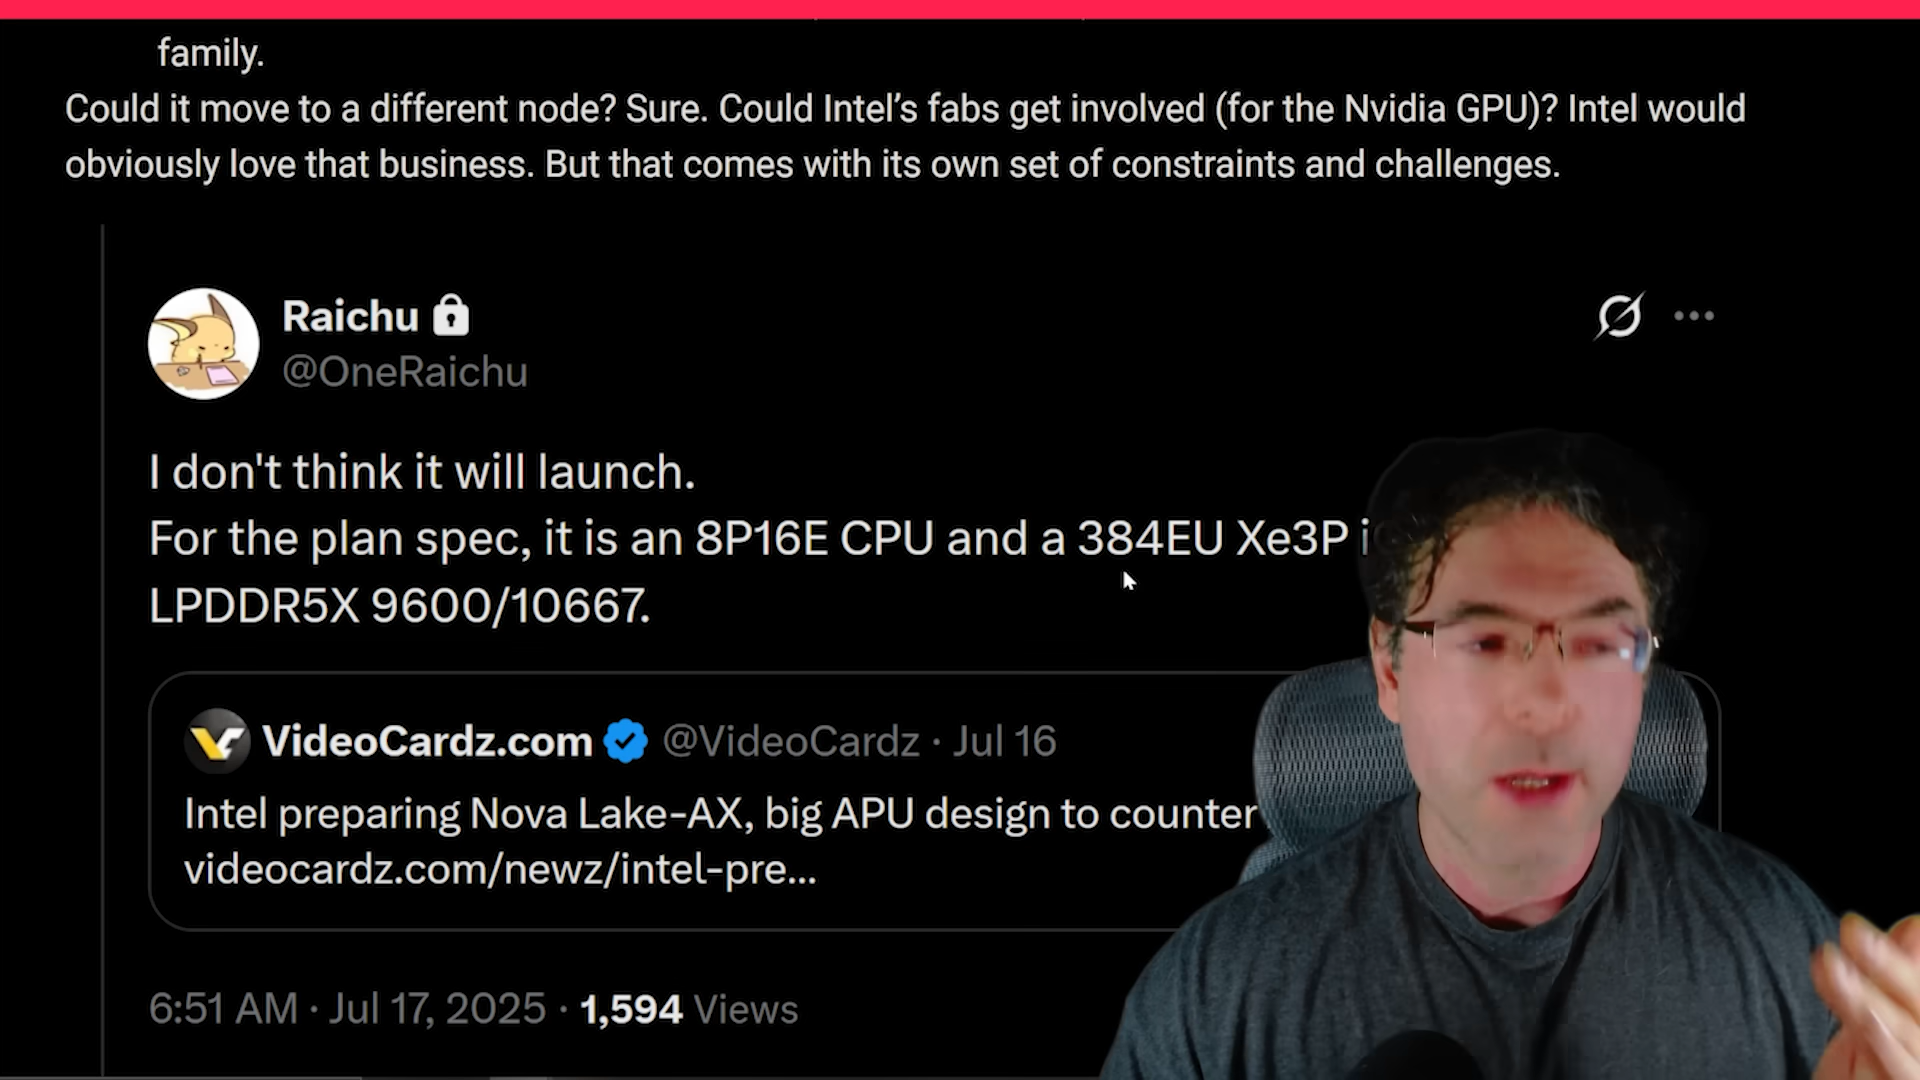 family.
Could it move to a different node? Sure. Could Intel’s fabs get involved (for the Nvidia GPU)? Intel would
obviously love that business. But that comes with its own set of constraints and challenges.
Raichu
@OneRaichu
I don't think it will launch.
For the plan spec, it is an 8P16E CPU and a 384EU Xe3P
LPDDR5X 9600/10667.
VideoCardz.com @VideoCardz · Jul 16
Intel preparing Nova Lake-AX, big APU design to counter
videocardz.com/newz/intel-pre...
6:51 AM · Jul 17, 2025 · 1,594 Views